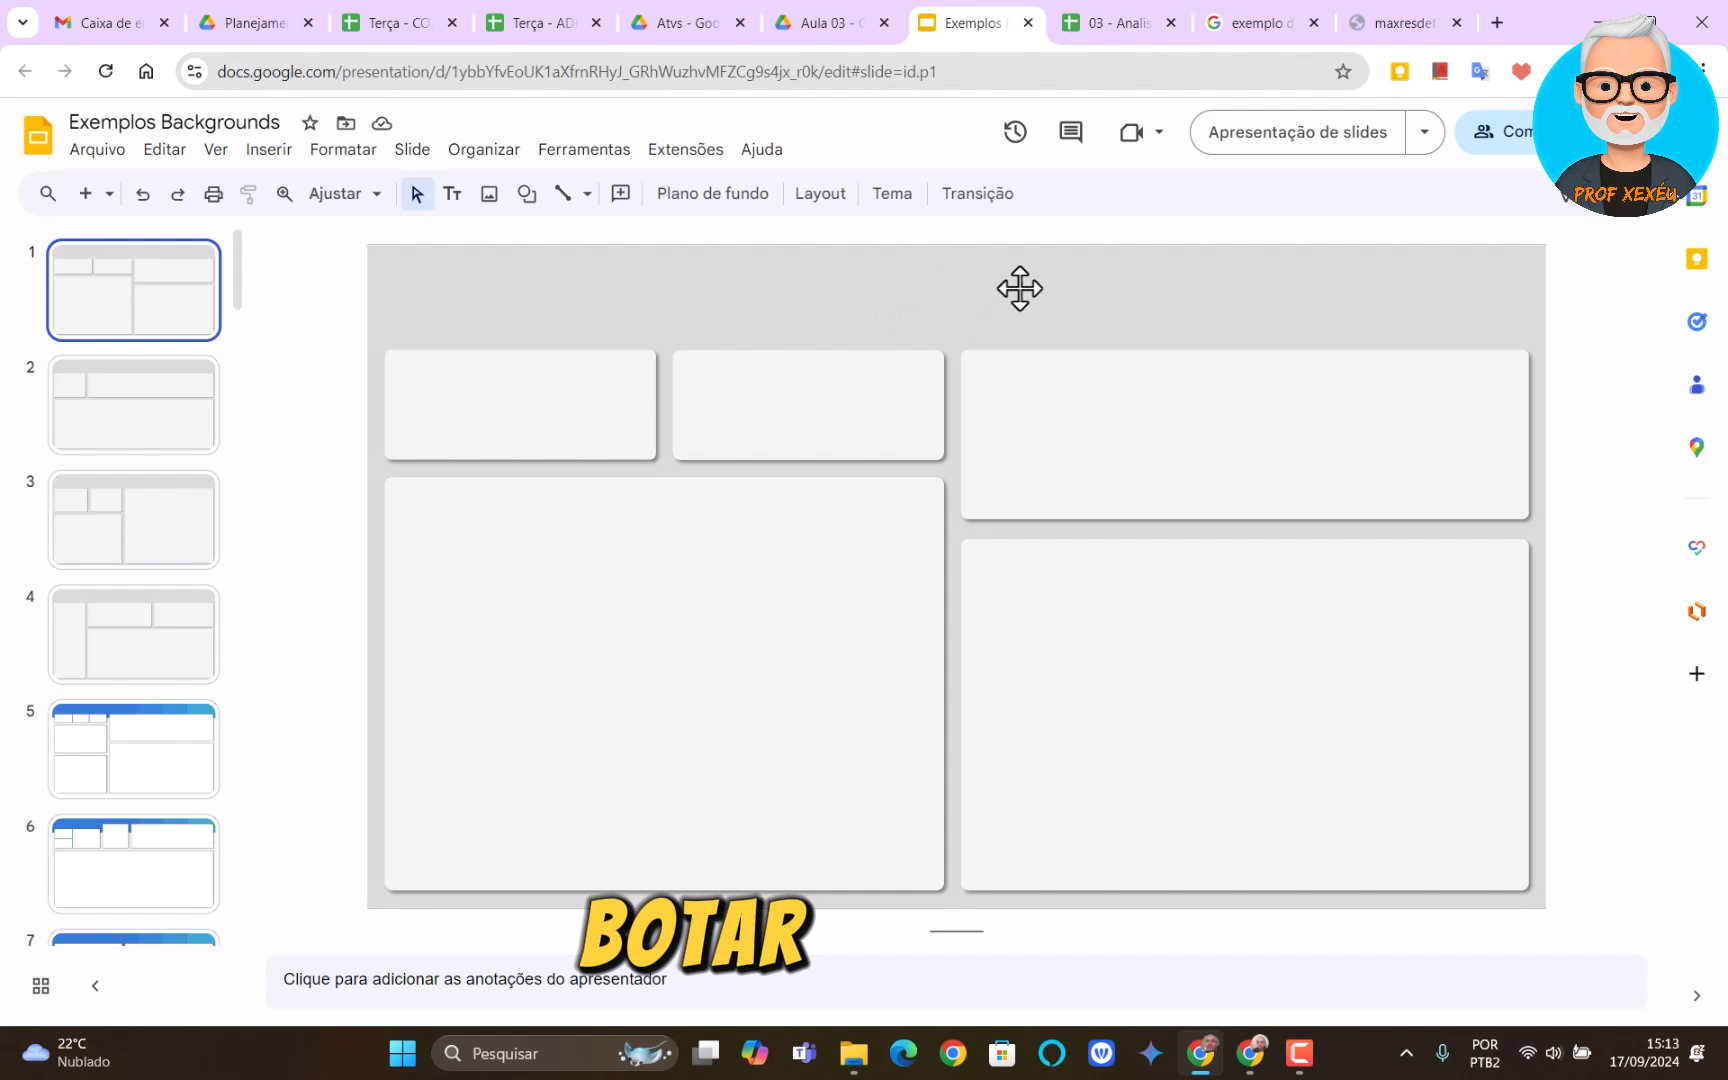 Caixa de e
Planejame
Terça - CO
Terça - AD
Atvs - Goo
Aula 03 - G
Exemplos
03 - Analis
exemplo d
maxresdef
docs.google.com/presentation/d/1ybbYfvEoUK1aXfrnRHyJ_GRhWuzhvMFZCg9s4jx_r0k/edit#slide=id.p1
Exemplos Backgrounds
Apresentação de slides
Com
Arquivo Editar Ver Inserir Formatar Slide Organizar Ferramentas Extensões Ajuda
Ajustar
Plano de fundo
Layout
Tema
Transição
PROF XEXÉU
31
1
2
3
4
5
6
7
BOTAR
Clique para adicionar as anotações do apresentador
22°C
Nublado
Pesquisar
POR
PTB2
15:13
17/09/2024